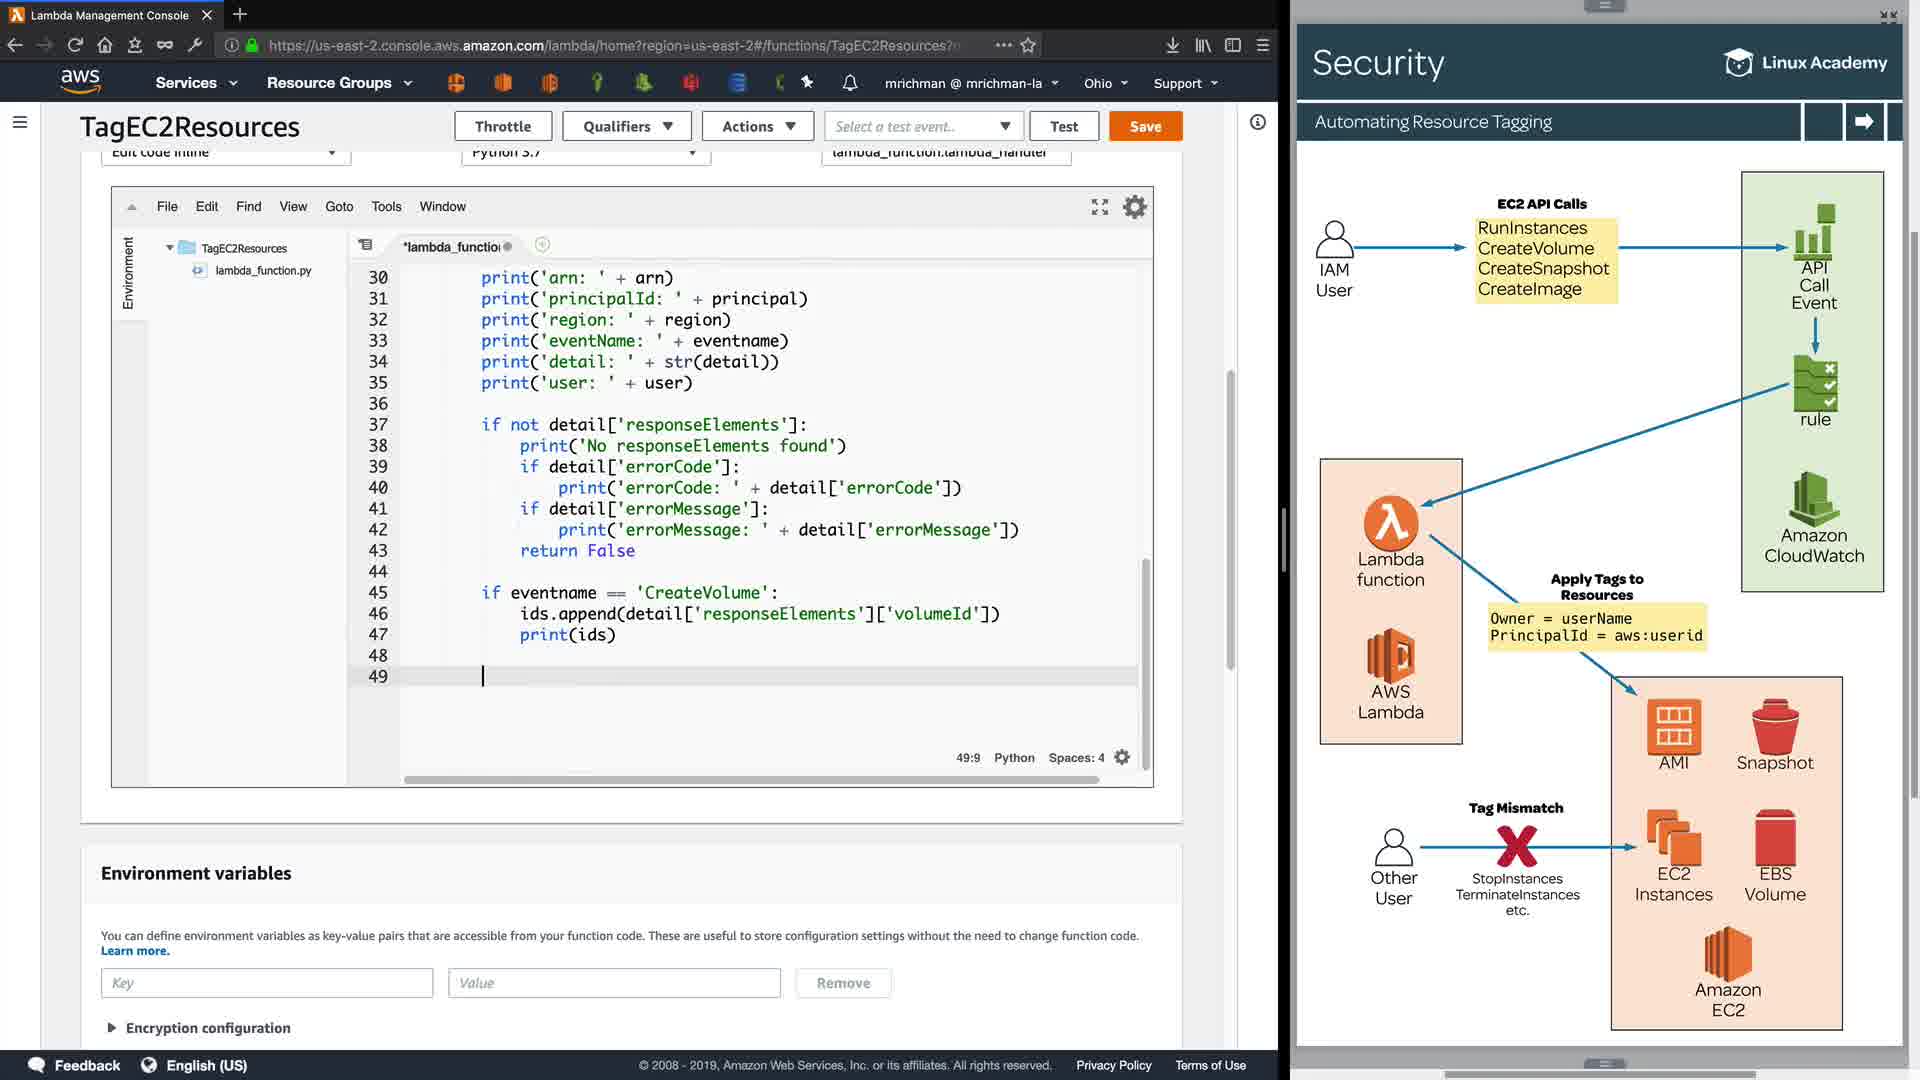 Lambda Management Console
https://us-east-2.console.aws.amazon.com/lambda/home?region=us-east-2#/functions/TagEC2Resources?
aws
Services
Resource Groups
mrichman @ mrichman-la
Ohio
Support
TagEC2Resources
Throttle
Qualifiers
Actions
Select a test event..
Test
Save
Edit code inline
Python 3.7
lambda_function.lambda_handler
File
Edit
Find
View
Goto
Tools
Window
Environment
TagEC2Resources
lambda_function.py
*lambda_function
30 print('arn: ' + arn)
31 print('principalId: ' + principal)
32 print('region: ' + region)
33 print('eventName: ' + eventname)
34 print('detail: ' + str(detail))
35 print('user: ' + user)
36
37 if not detail['responseElements']:
38 print('No responseElements found')
39 if detail['errorCode']:
40 print('errorCode: ' + detail['errorCode'])
41 if detail['errorMessage']:
42 print('errorMessage: ' + detail['errorMessage'])
43 return False
44
45 if eventname == 'CreateVolume':
46 ids.append(detail['responseElements']['volumeId'])
47 print(ids)
48
49
49:9 Python Spaces: 4
Environment variables
You can define environment variables as key-value pairs that are accessible from your function code. These are useful to store configuration settings without the need to change function code.
Learn more.
Key
Value
Remove
Encryption configuration
Feedback
English (US)
© 2008 - 2019, Amazon Web Services, Inc. or its affiliates. All rights reserved.
Privacy Policy
Terms of Use
Security
Linux Academy
Automating Resource Tagging
IAM
User
EC2 API Calls
RunInstances
CreateVolume
CreateSnapshot
CreateImage
API
Call
Event
rule
Amazon
CloudWatch
Lambda
function
AWS
Lambda
Apply Tags to
Resources
Owner = userName
PrincipalId = aws:userid
AMI
Snapshot
EC2
Instances
EBS
Volume
Amazon
EC2
Tag Mismatch
Other
User
StopInstances
TerminateInstances
etc.